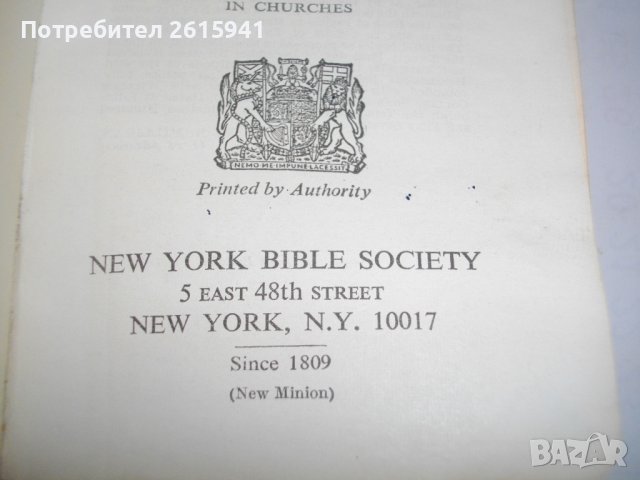 Потребител 2615941
IN CHURCHES
NEMO·ME·IMPUNE·LACESSIT
Printed by Authority
NEW YORK BIBLE SOCIETY
5 EAST 48th STREET
NEW YORK, N.Y. 10017
Since 1809
(New Minion)
BAZAR